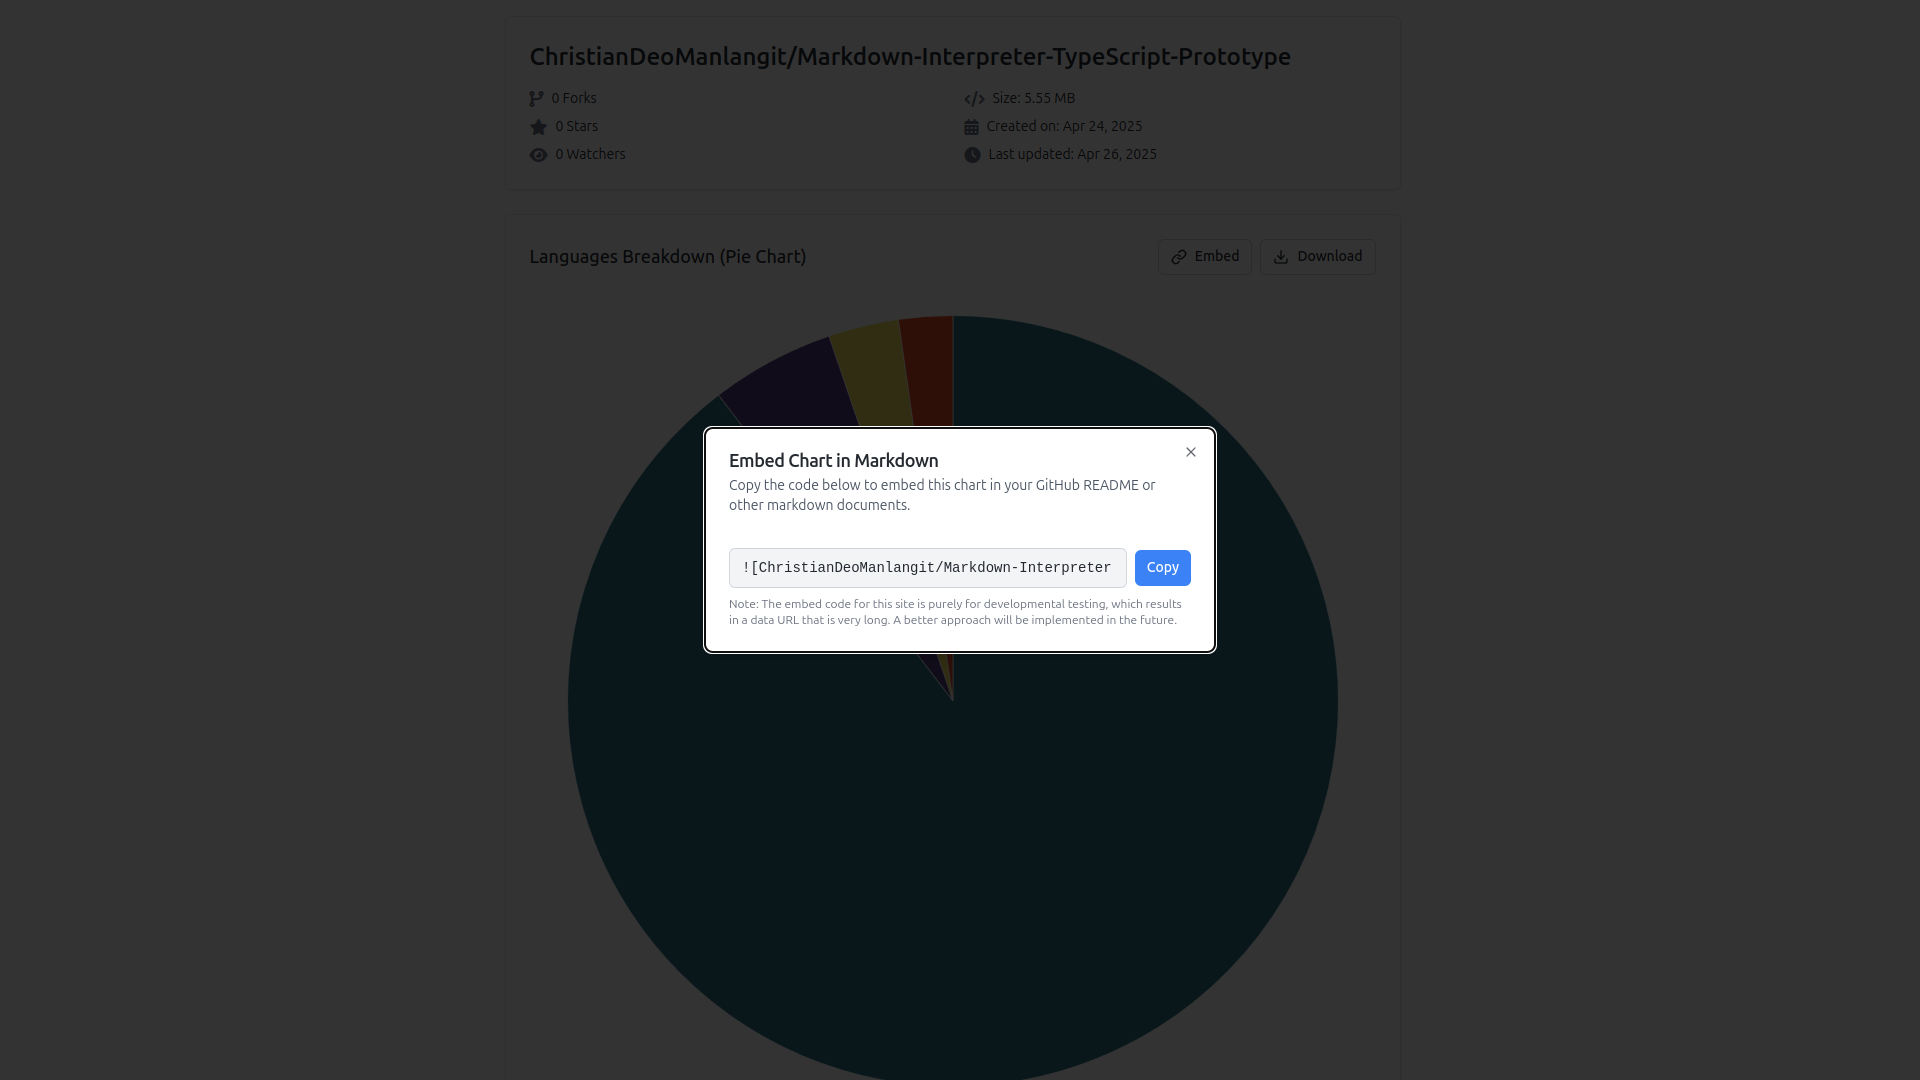 ChristianDeoManlangit/Markdown-Interpreter-TypeScript-Prototype
0 Forks
Size: 5.55 MB
0 Stars
Created on: Apr 24, 2025
0 Watchers
Last updated: Apr 26, 2025
Languages Breakdown (Pie Chart)
Embed
Download
Embed Chart in Markdown
Copy the code below to embed this chart in your GitHub README or
other markdown documents.
![ChristianDeoManlangit/Markdown-Interpreter
Copy
Note: The embed code for this site is purely for developmental testing, which results
in a data URL that is very long. A better approach will be implemented in the future.